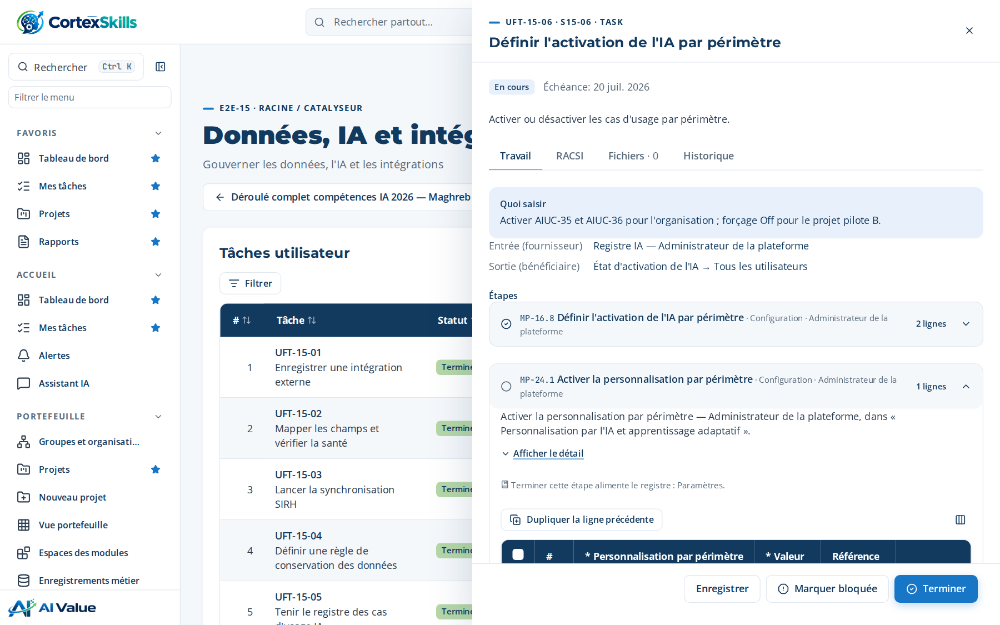 CortexSkills
Rechercher partout...
Rechercher
Ctrl K
Filtrer le menu
FAVORIS
Tableau de bord
Mes tâches
Projets
Rapports
ACCUEIL
Tableau de bord
Mes tâches
Alertes
Assistant IA
PORTEFEUILLE
Groupes et organisati...
Projets
Nouveau projet
Vue portefeuille
Espaces des modules
Enregistrements métier
AI Value
E2E-15 · RACINE / CATALYSEUR
Données, IA et intég
Gouverner les données, l'IA et les intégrations
Déroulé complet compétences IA 2026 — Maghreb
Tâches utilisateur
Filtrer
# Tâche Statut
1
UFT-15-01
Enregistrer une intégration
externe
Terminé
2
UFT-15-02
Mapper les champs et
vérifier la santé
Terminé
3
UFT-15-03
Lancer la synchronisation
SIRH
Terminé
4
UFT-15-04
Définir une règle de
conservation des données
Terminé
5
UFT-15-05
Tenir le registre des cas
d'usage IA
Terminé
UFT-15-06 · S15-06 · TASK
Définir l'activation de l'IA par périmètre
En cours
Échéance: 20 juil. 2026
Activer ou désactiver les cas d'usage par périmètre.
Travail
RACSI
Fichiers · 0
Historique
Quoi saisir
Activer AIUC-35 et AIUC-36 pour l'organisation ; forçage Off pour le projet pilote B.
Entrée (fournisseur) Registre IA — Administrateur de la plateforme
Sortie (bénéficiaire) État d'activation de l'IA → Tous les utilisateurs
Étapes
MP-16.8 Définir l'activation de l'IA par périmètre · Configuration · Administrateur de la
plateforme
2 lignes
MP-24.1 Activer la personnalisation par périmètre · Configuration · Administrateur de la
plateforme
1 lignes
Activer la personnalisation par périmètre — Administrateur de la plateforme, dans «
Personnalisation par l'IA et apprentissage adaptatif ».
Afficher le détail
Terminer cette étape alimente le registre : Paramètres.
Dupliquer la ligne précédente
# * Personnalisation par périmètre * Valeur Référence
Enregistrer
Marquer bloquée
Terminer